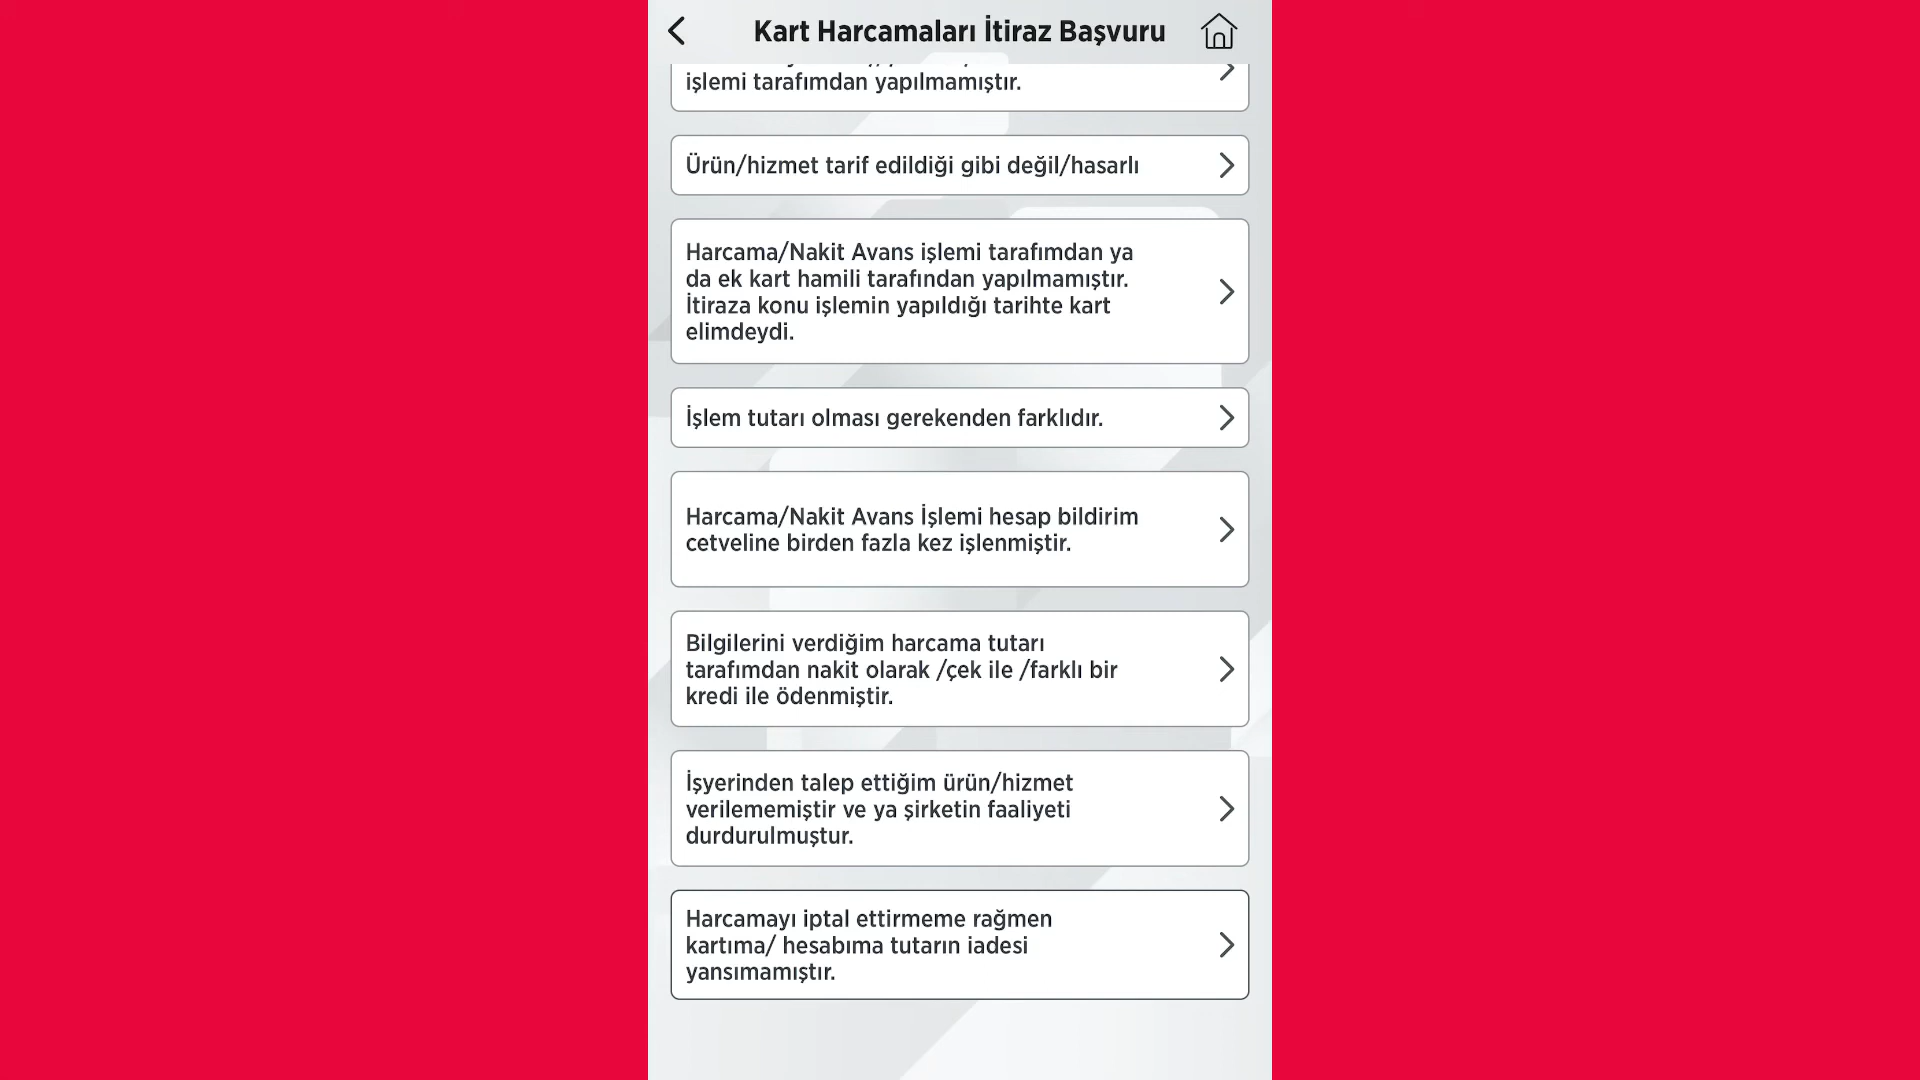 Kart Harcamaları İtiraz Başvuru
işlemi tarafımdan yapılmamıştır.
Ürün/hizmet tarif edildiği gibi değil/hasarlı
Harcama/Nakit Avans işlemi tarafımdan ya
da ek kart hamili tarafından yapılmamıştır.
İtiraza konu işlemin yapıldığı tarihte kart
elimdeydi.
İşlem tutarı olması gerekenden farklıdır.
Harcama/Nakit Avans İşlemi hesap bildirim
cetveline birden fazla kez işlenmiştir.
Bilgilerini verdiğim harcama tutarı
tarafımdan nakit olarak /çek ile /farklı bir
kredi ile ödenmiştir.
İşyerinden talep ettiğim ürün/hizmet
verilememiştir ve ya şirketin faaliyeti
durdurulmuştur.
Harcamayı iptal ettirmeme rağmen
kartıma/ hesabıma tutarın iadesi
yansımamıştır.